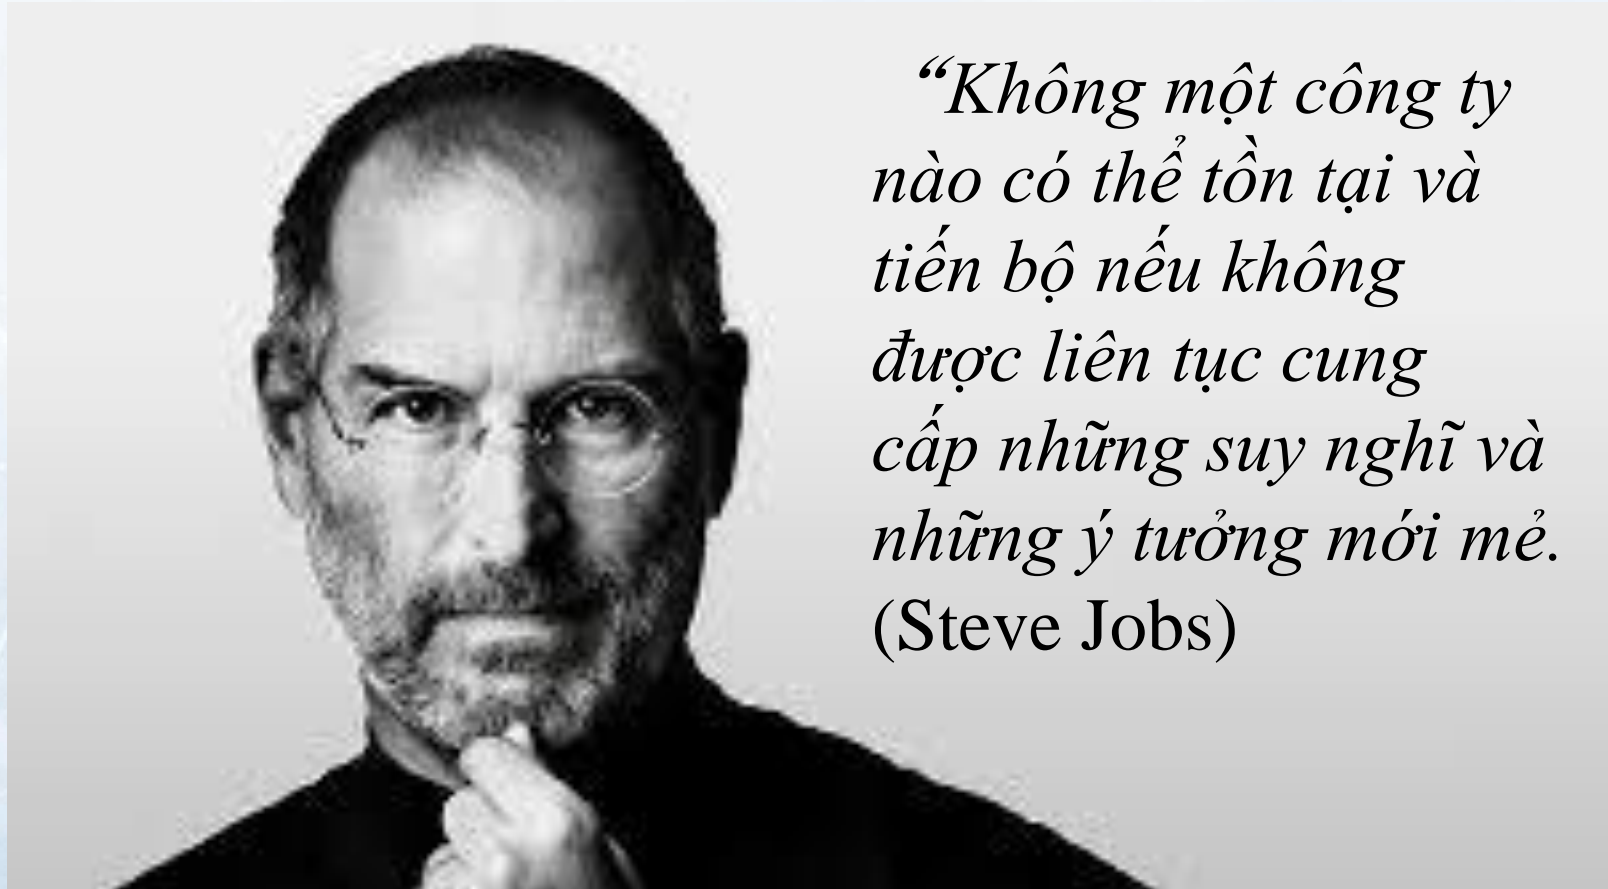 “Không một công ty
nào có thể tồn tại và
tiến bộ nếu không
được liên tục cung
cấp những suy nghĩ và
những ý tưởng mới mẻ.
(Steve Jobs)